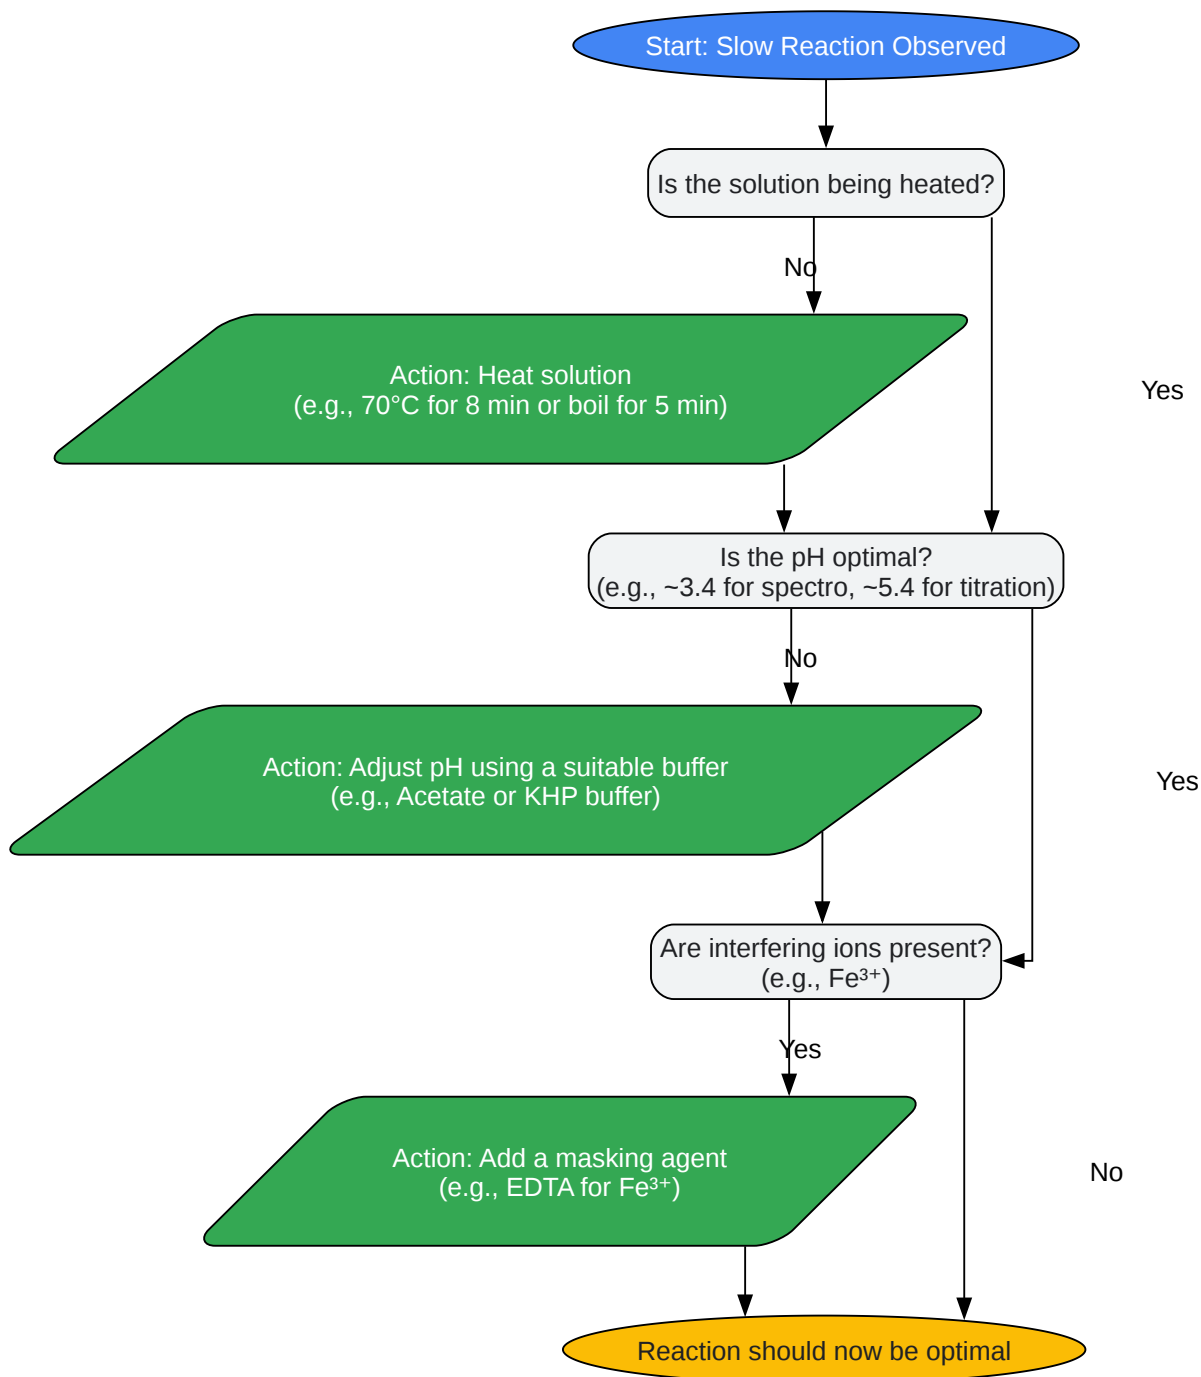 Start: Slow Reaction Observed
Is the solution being heated?
No
Action: Heat solution
(e.g., 70°C for 8 min or boil for 5 min)
Yes
Is the pH optimal?
(e.g., ~3.4 for spectro, ~5.4 for titration)
No
Action: Adjust pH using a suitable buffer
(e.g., Acetate or KHP buffer)
Yes
Are interfering ions present?
(e.g., Fe³⁺)
Yes
Action: Add a masking agent
(e.g., EDTA for Fe³⁺)
No
Reaction should now be optimal